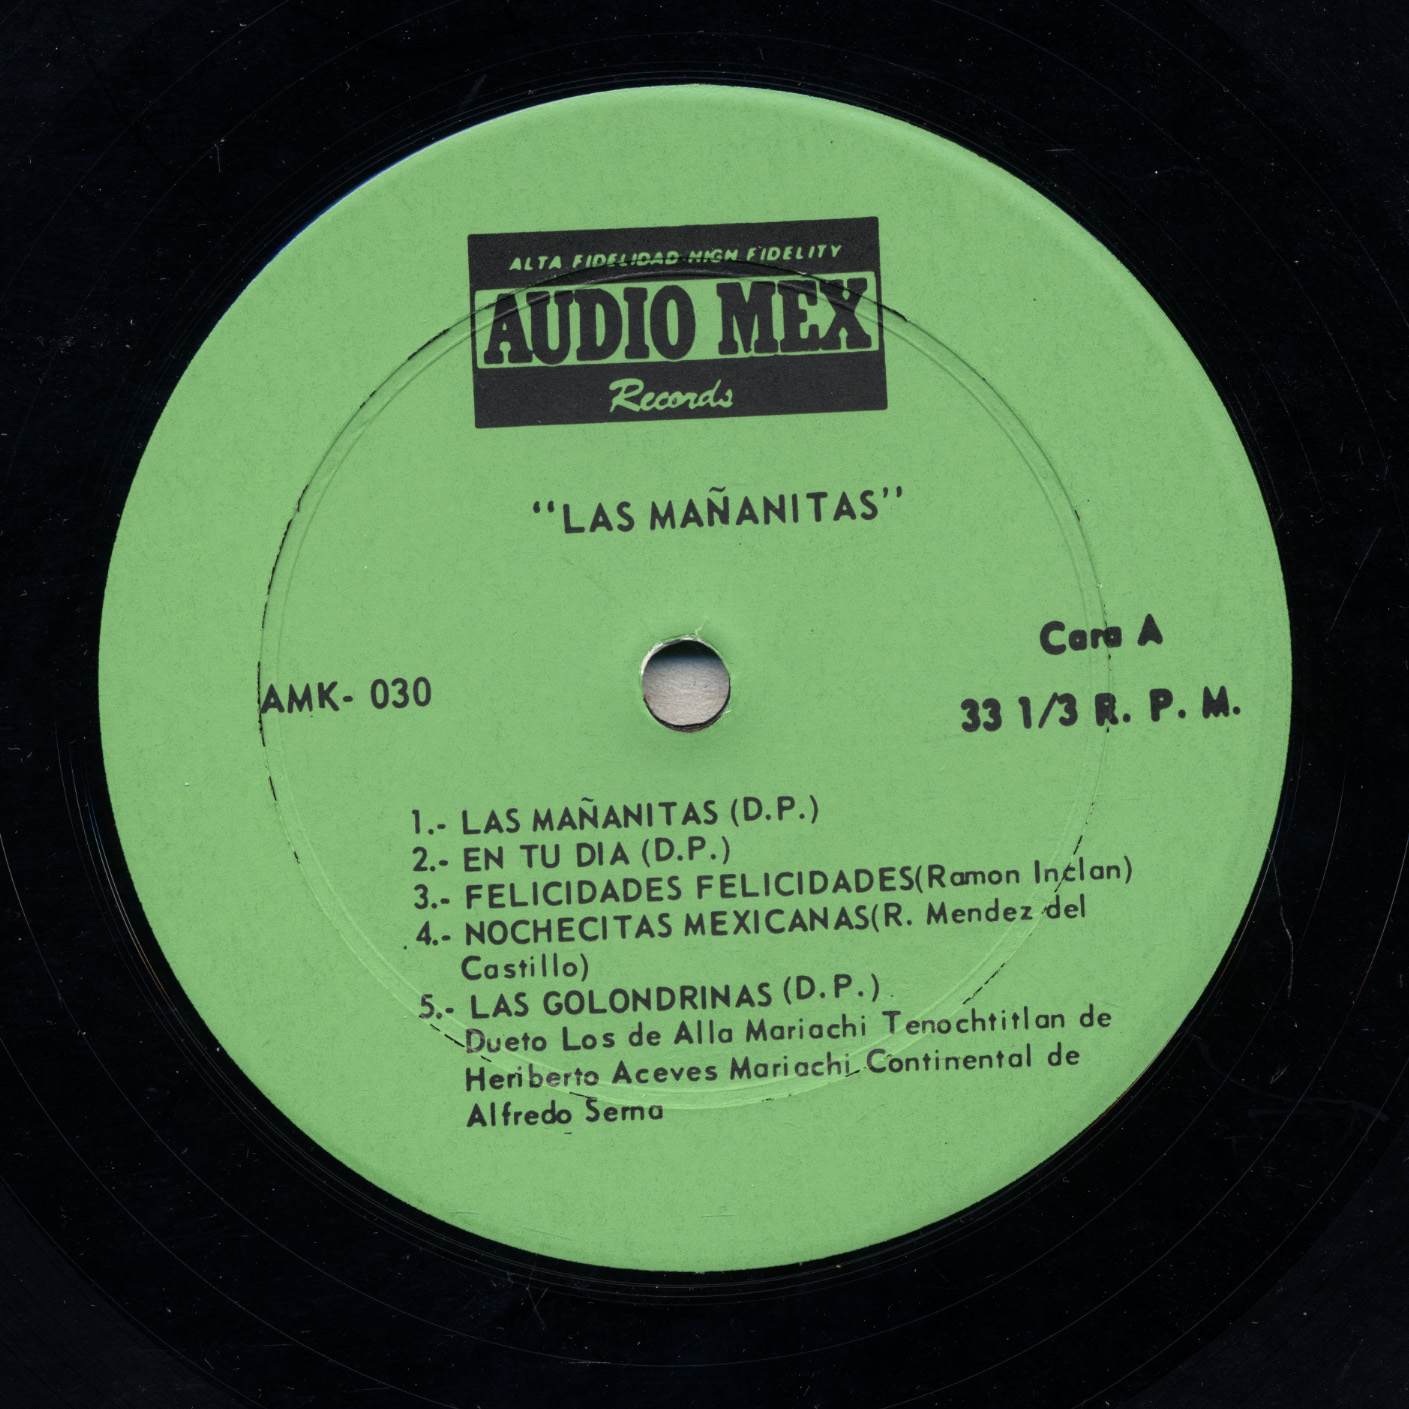 ALTA FIDELIDAD HIGH FIDELITY
AUDIO MEX
Records
"LAS MAÑANITAS"
Cara A
AMK- 030
33 1/3 R. P. M.
1.- LAS MAÑANITAS (D.P.)
2.- EN TU DIA (D.P.)
3.- FELICIDADES FELICIDADES(Ramon Inclan)
4.- NOCHECITAS MEXICANAS(R. Mendez del
Castillo)
5.- LAS GOLONDRINAS (D.P.)
Dueto Los de Alla Mariachi Tenochtitlan de
Heriberto Aceves Mariachi Continental de
Alfredo Serna